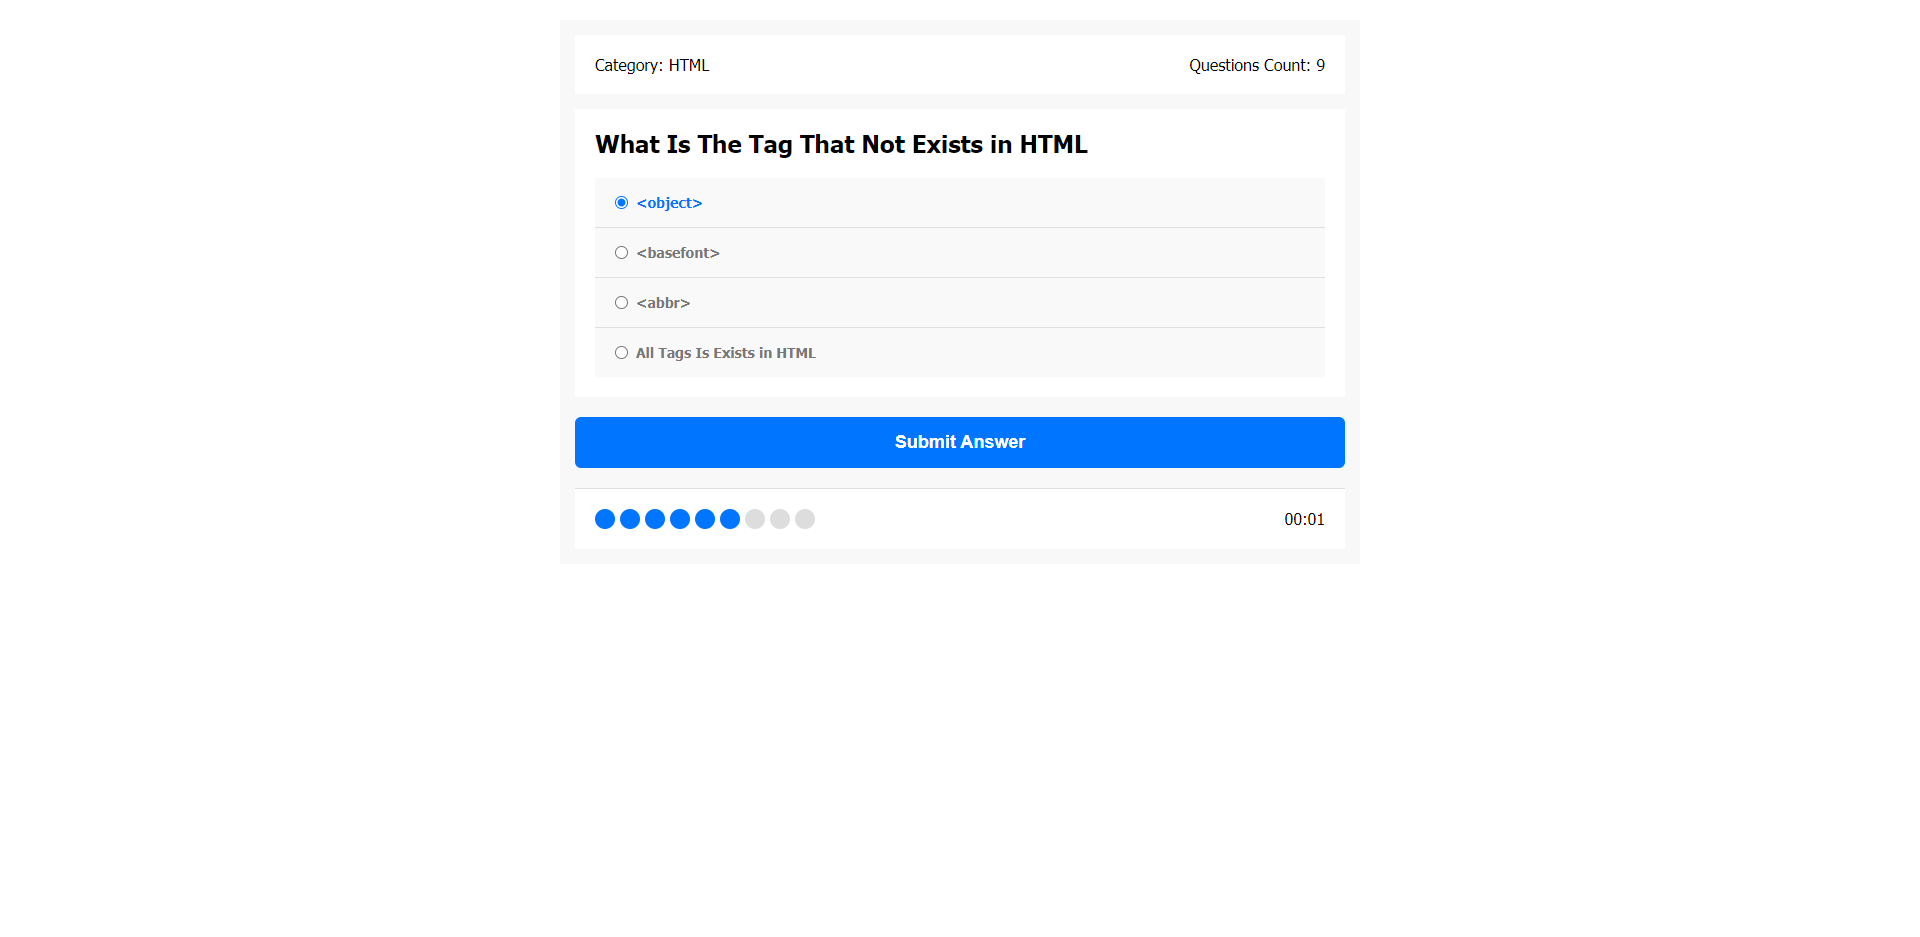 Category: HTML
Questions Count: 9
What Is The Tag That Not Exists in HTML
<object>
<basefont>
<abbr>
All Tags Is Exists in HTML
Submit Answer
00:01